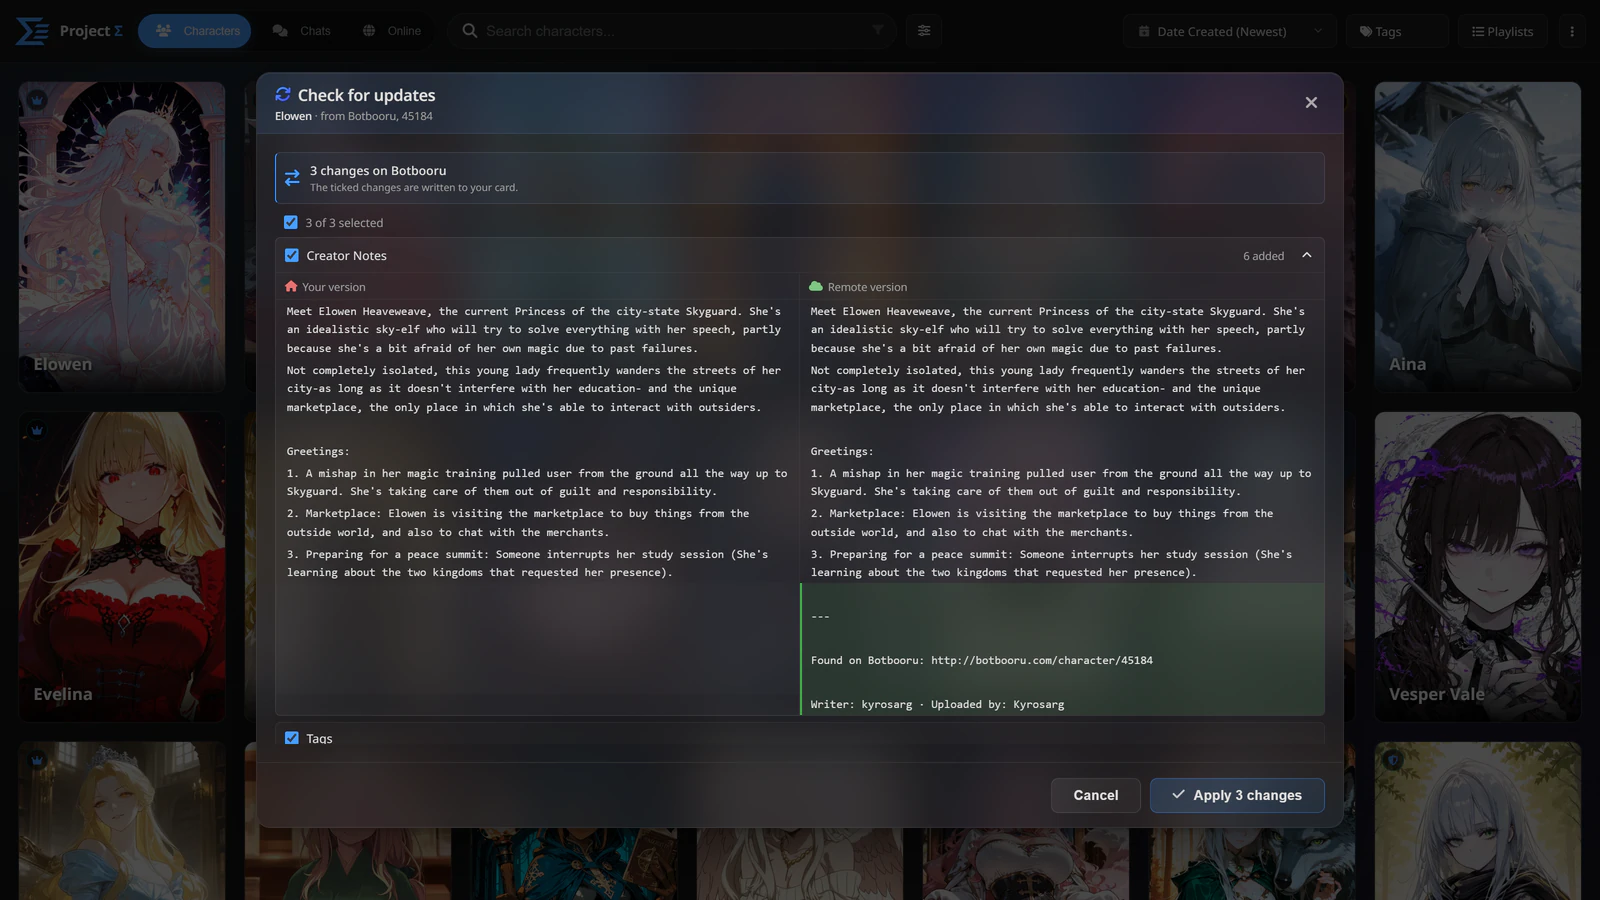 Project Σ
Characters
Chats
Online
Search characters...
Date Created (Newest)
Tags
Playlists
Check for updates
Elowen · from Botbooru, 45184
3 changes on Botbooru
The ticked changes are written to your card.
3 of 3 selected
Creator Notes
6 added
Your version
Meet Elowen Heaveweave, the current Princess of the city-state Skyguard. She's
an idealistic sky-elf who will try to solve everything with her speech, partly
because she's a bit afraid of her own magic due to past failures.
Not completely isolated, this young lady frequently wanders the streets of her
city-as long as it doesn't interfere with her education- and the unique
marketplace, the only place in which she's able to interact with outsiders.
Greetings:
1. A mishap in her magic training pulled user from the ground all the way up to
Skyguard. She's taking care of them out of guilt and responsibility.
2. Marketplace: Elowen is visiting the marketplace to buy things from the
outside world, and also to chat with the merchants.
3. Preparing for a peace summit: Someone interrupts her study session (She's
learning about the two kingdoms that requested her presence).
Remote version
Meet Elowen Heaveweave, the current Princess of the city-state Skyguard. She's
an idealistic sky-elf who will try to solve everything with her speech, partly
because she's a bit afraid of her own magic due to past failures.
Not completely isolated, this young lady frequently wanders the streets of her
city-as long as it doesn't interfere with her education- and the unique
marketplace, the only place in which she's able to interact with outsiders.
Greetings:
1. A mishap in her magic training pulled user from the ground all the way up to
Skyguard. She's taking care of them out of guilt and responsibility.
2. Marketplace: Elowen is visiting the marketplace to buy things from the
outside world, and also to chat with the merchants.
3. Preparing for a peace summit: Someone interrupts her study session (She's
learning about the two kingdoms that requested her presence).
---
Found on Botbooru: http://botbooru.com/character/45184
Writer: kyrosarg · Uploaded by: Kyrosarg
Tags
Cancel
Apply 3 changes
Elowen
Aina
Evelina
Vesper Vale